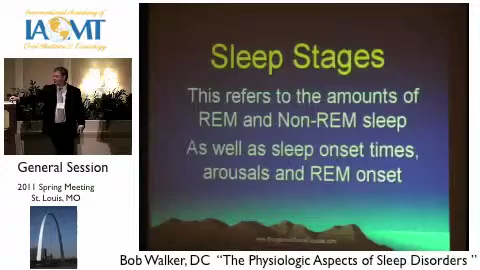 International Academy of
IAOMT
Oral Medicine & Toxicology
General Session
2011 Spring Meeting
St. Louis, MO
Sleep Stages
This refers to the amounts of
REM and Non-REM sleep
As well as sleep onset times,
arousals and REM onset
Bob Walker, DC "The Physiologic Aspects of Sleep Disorders "